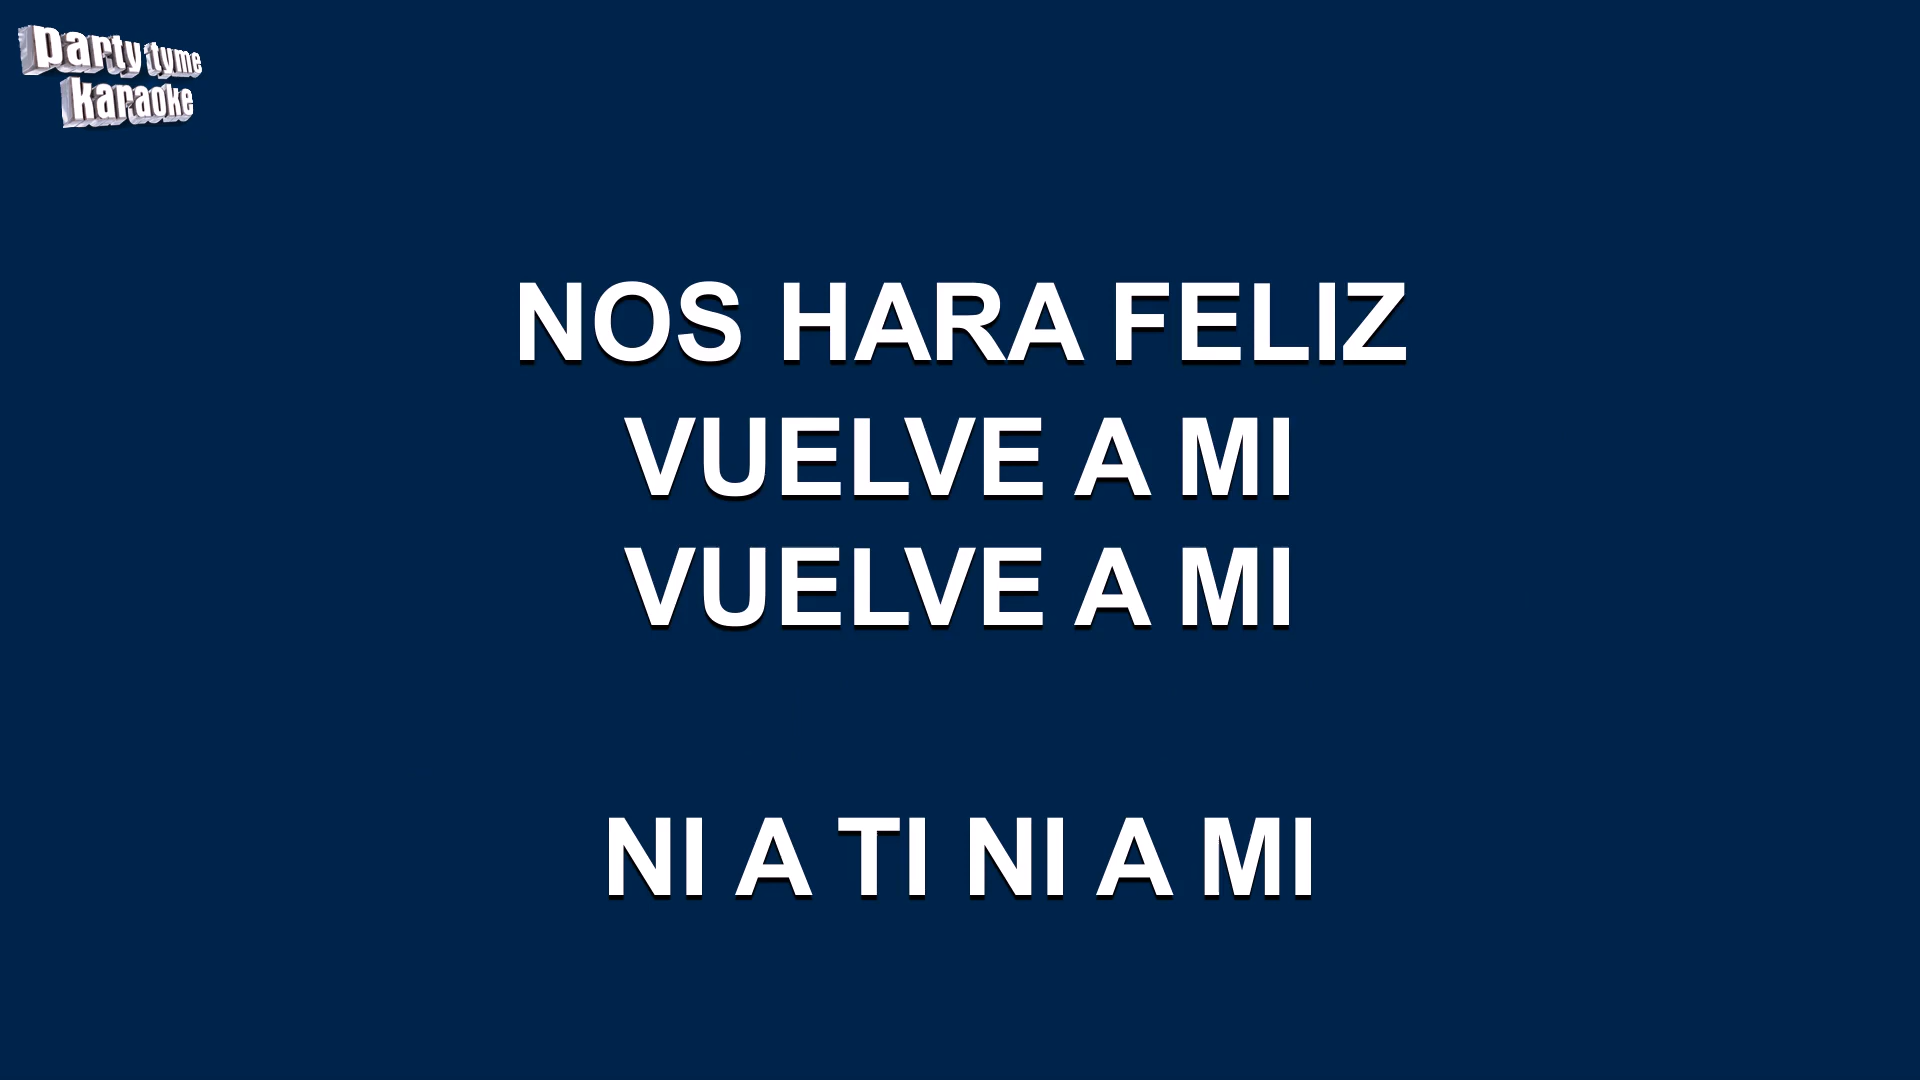 party tyme
karaoke
NOS HARA FELIZ
VUELVE A MI
VUELVE A MI
NI A TI NI A MI